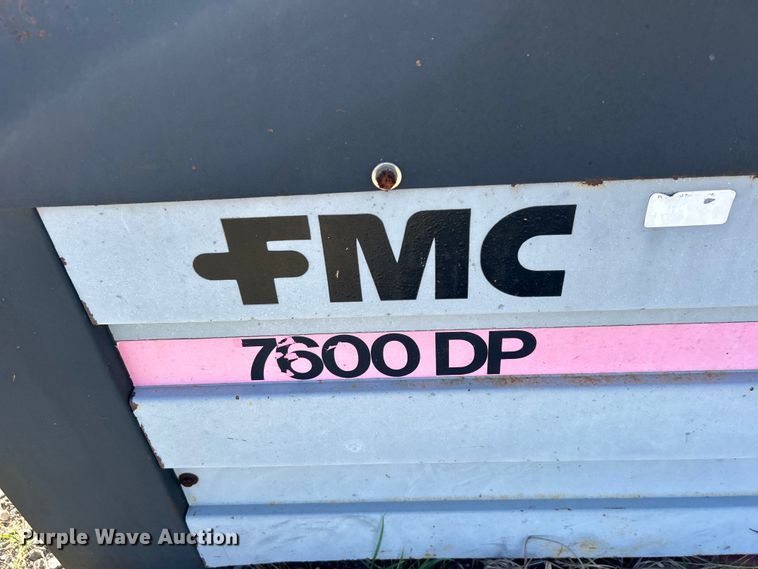 FMC
7600 DP
Purple Wave Auction